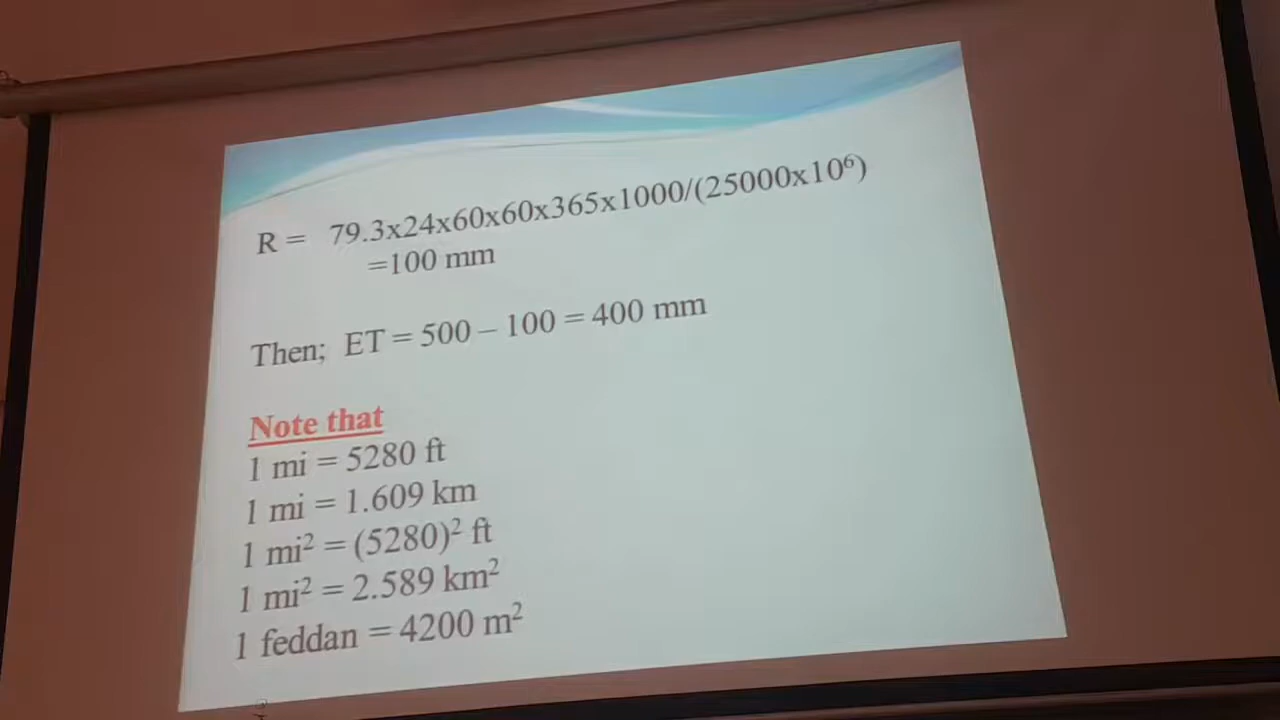 R = 79.3x24x60x60x365x1000/(25000x10⁶)
=100 mm
Then; ET = 500 – 100 = 400 mm
Note that
1 mi = 5280 ft
1 mi = 1.609 km
1 mi² = (5280)² ft
1 mi² = 2.589 km²
1 feddan = 4200 m²